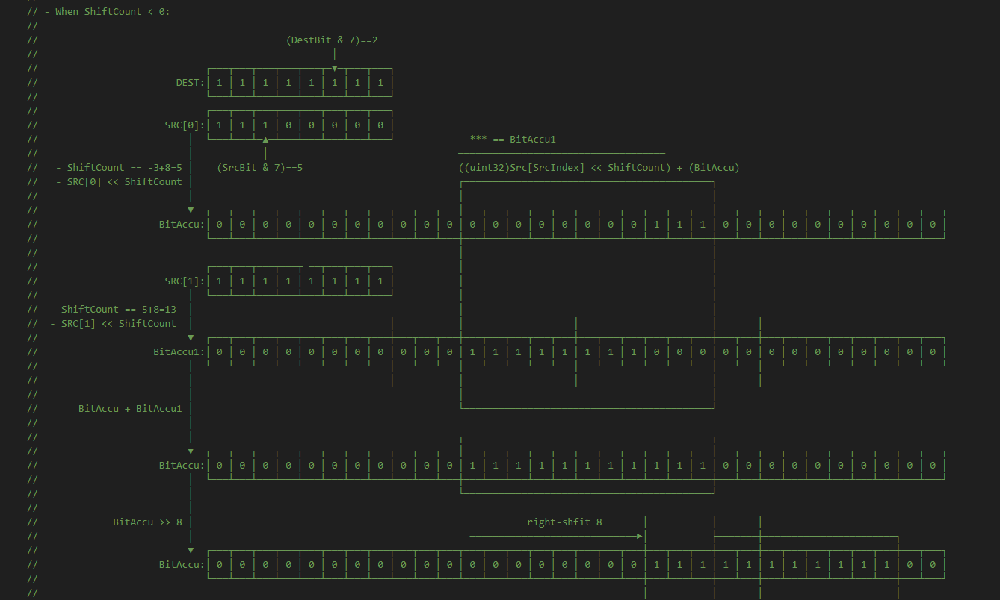 // - When ShiftCount < 0:
//
// (DestBit & 7)==2
//
//
// DEST:│ 1 │ 1 │ 1 │ 1 │ 1 │ 1 │ 1 │ 1 │
//
//
// SRC[0]:│ 1 │ 1 │ 1 │ 0 │ 0 │ 0 │ 0 │ 0 │
// *** == BitAccu1
//
// - ShiftCount == -3+8=5 │ (SrcBit & 7)==5 ((uint32)Src[SrcIndex] << ShiftCount) + (BitAccu)
// - SRC[0] << ShiftCount │
//
//
// BitAccu:│ 0 │ 0 │ 0 │ 0 │ 0 │ 0 │ 0 │ 0 │ 0 │ 0 │ 0 │ 0 │ 0 │ 0 │ 0 │ 0 │ 0 │ 0 │ 0 │ 1 │ 1 │ 1 │ 0 │ 0 │ 0 │ 0 │ 0 │ 0 │ 0 │ 0 │ 0 │ 0 │
//
//
//
// SRC[1]:│ 1 │ 1 │ 1 │ 1 │ 1 │ 1 │ 1 │ 1 │
//
// - ShiftCount == 5+8=13 │
// - SRC[1] << ShiftCount │
//
// BitAccu1:│ 0 │ 0 │ 0 │ 0 │ 0 │ 0 │ 0 │ 0 │ 0 │ 0 │ 0 │ 1 │ 1 │ 1 │ 1 │ 1 │ 1 │ 1 │ 1 │ 0 │ 0 │ 0 │ 0 │ 0 │ 0 │ 0 │ 0 │ 0 │ 0 │ 0 │ 0 │ 0 │
//
//
//
// BitAccu + BitAccu1 │
//
//
//
// BitAccu:│ 0 │ 0 │ 0 │ 0 │ 0 │ 0 │ 0 │ 0 │ 0 │ 0 │ 0 │ 1 │ 1 │ 1 │ 1 │ 1 │ 1 │ 1 │ 1 │ 1 │ 1 │ 1 │ 0 │ 0 │ 0 │ 0 │ 0 │ 0 │ 0 │ 0 │ 0 │ 0 │
//
//
//
// BitAccu >> 8 │ right-shfit 8
//
//
// BitAccu:│ 0 │ 0 │ 0 │ 0 │ 0 │ 0 │ 0 │ 0 │ 0 │ 0 │ 0 │ 0 │ 0 │ 0 │ 0 │ 0 │ 0 │ 0 │ 0 │ 1 │ 1 │ 1 │ 1 │ 1 │ 1 │ 1 │ 1 │ 1 │ 1 │ 1 │ 0 │ 0 │
//
//